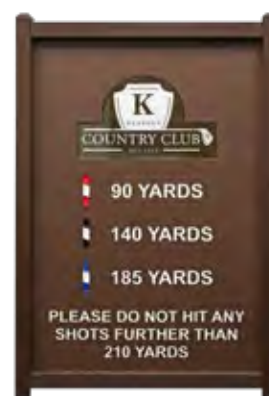 K
COUNTRY CLUB
90 YARDS
140 YARDS
185 YARDS
PLEASE DO NOT HIT ANY
SHOTS FURTHER THAN
210 YARDS